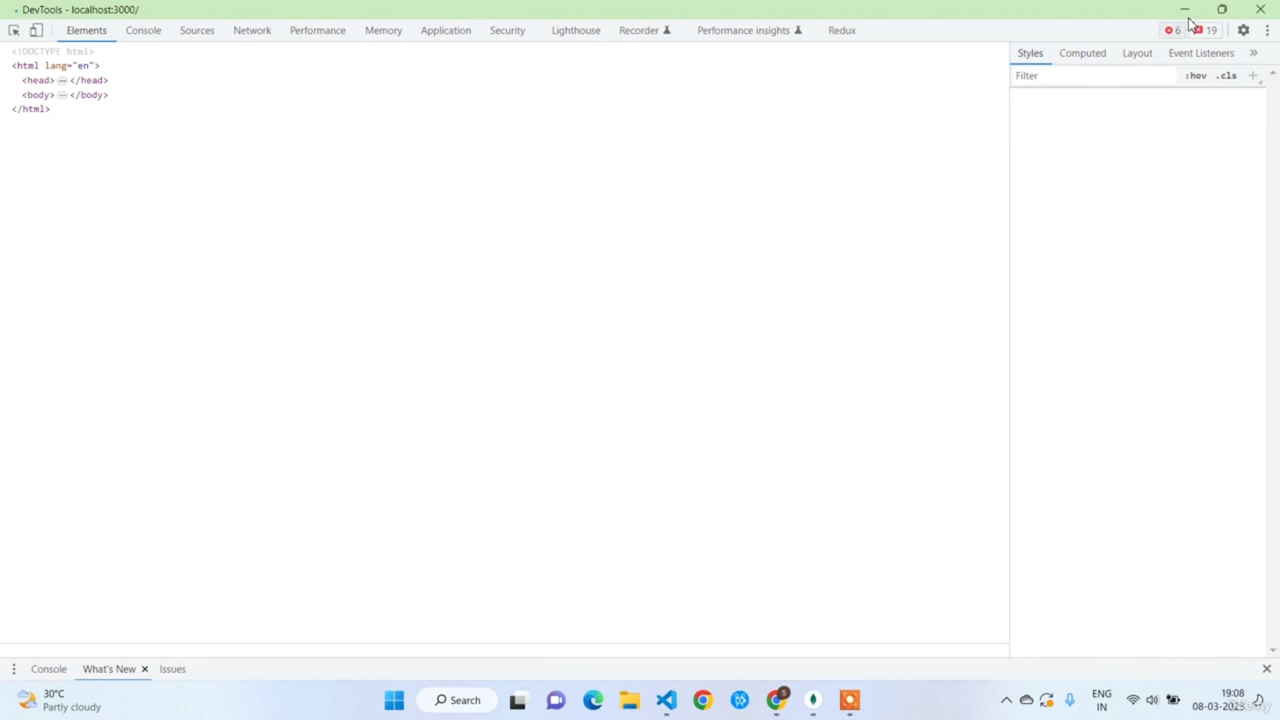 DevTools - localhost:3000/
Elements Console Sources Network Performance Memory Application Security Lighthouse Recorder Performance insights Redux 6 19
<!DOCTYPE html>
<html lang="en">
<head> ... </head>
<body> ... </body>
</html>
Styles Computed Layout Event Listeners »
Filter :hov .cls +
Console What's New × Issues
30°C
Partly cloudy
Search
ENG
IN
19:08
08-03-2023